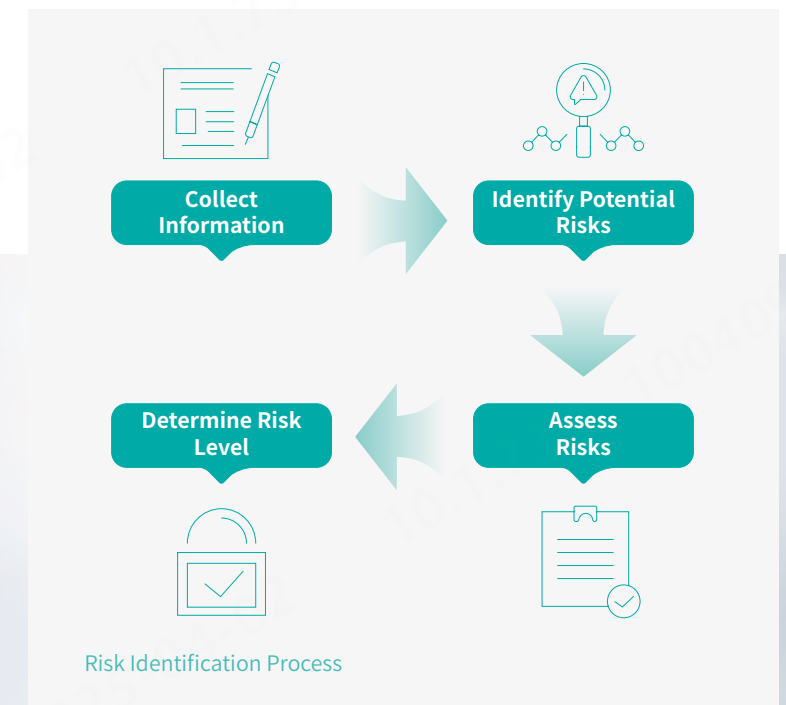 Collect
Information
Identify Potential
Risks
Assess
Risks
Determine Risk
Level
Risk Identification Process